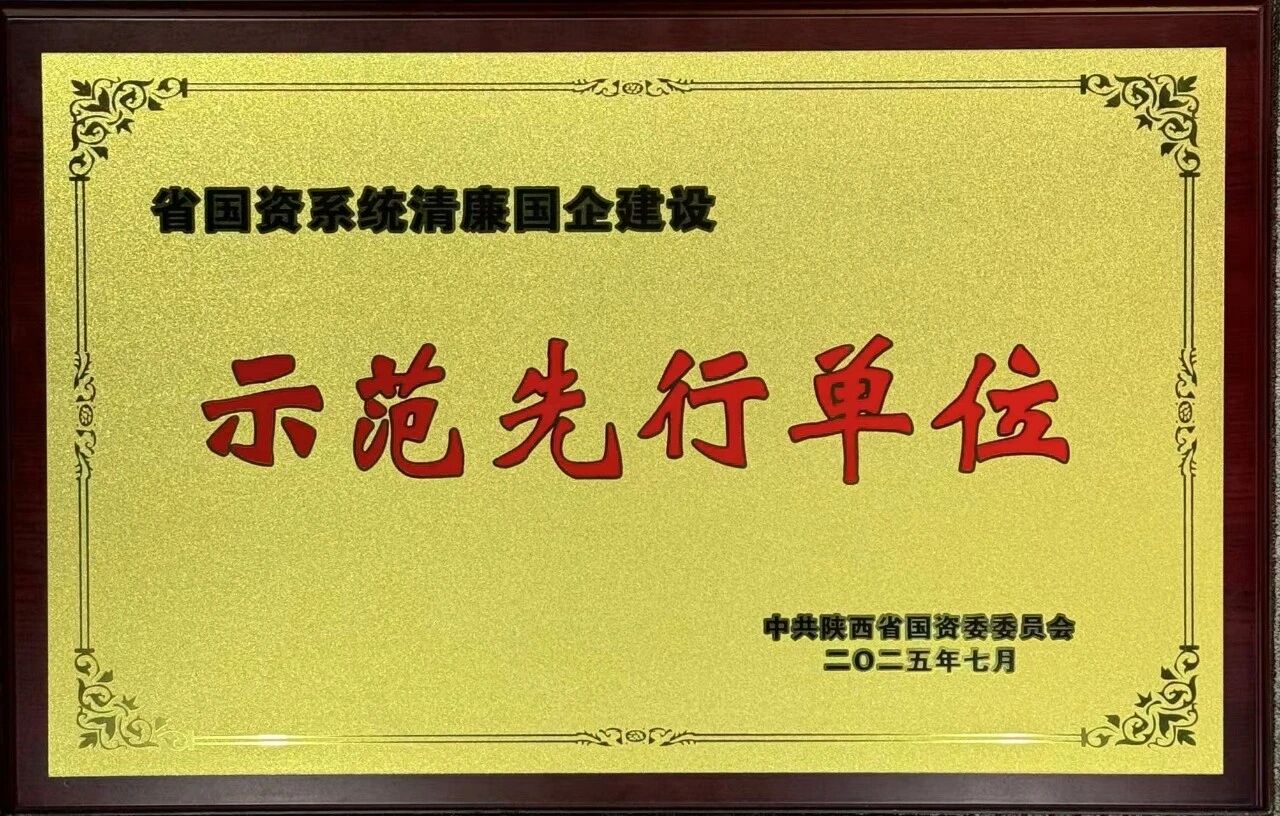 省国资系统清廉国企建设
示范先行单位
中共陕西省国资委委员会
二〇二五年七月